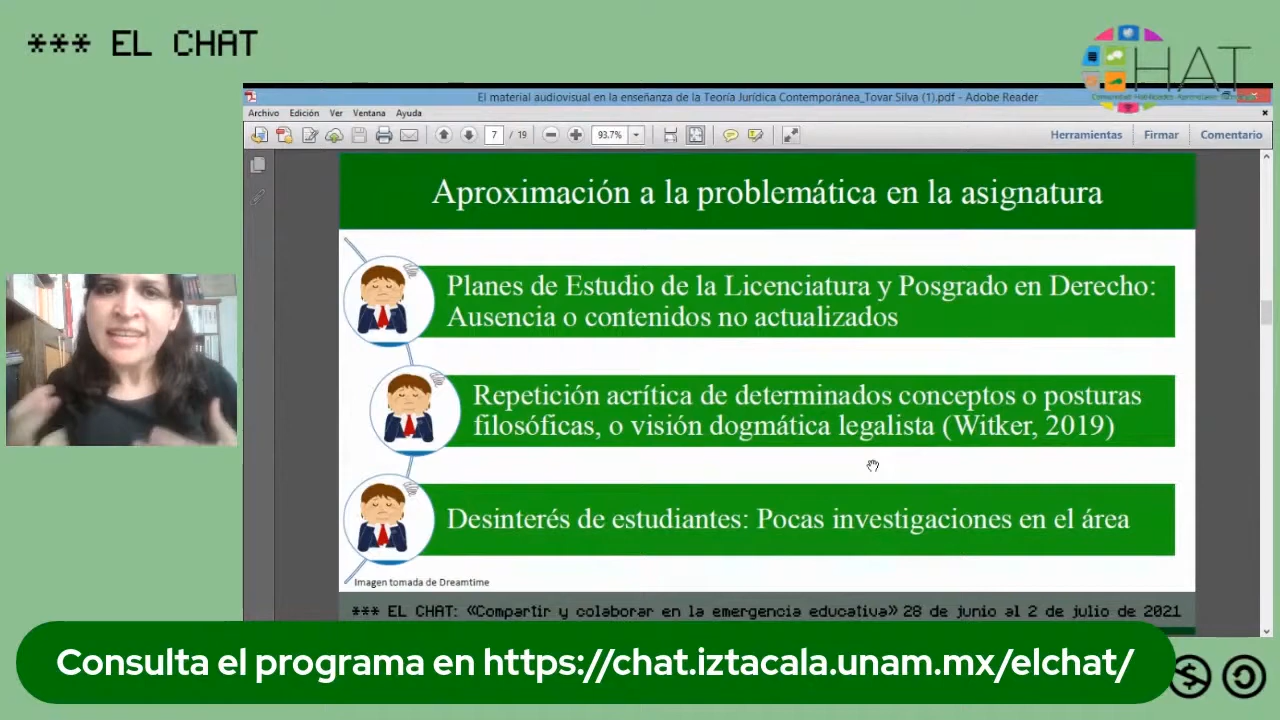 *** EL CHAT
HAT
Comunidad Habilidades Aprendizaje Tecnología
El material audiovisual en la enseñanza de la Teoría Jurídica Contemporánea_Tovar Silva (1).pdf - Adobe Reader
Archivo Edición Ver Ventana Ayuda
7 / 19 93.7% Herramientas Firmar Comentario
Aproximación a la problemática en la asignatura
Planes de Estudio de la Licenciatura y Posgrado en Derecho:
Ausencia o contenidos no actualizados
Repetición acrítica de determinados conceptos o posturas
filosóficas, o visión dogmática legalista (Witker, 2019)
Desinterés de estudiantes: Pocas investigaciones en el área
Imagen tomada de Dreamtime
*** EL CHAT: «Compartir y colaborar en la emergencia educativa» 28 de junio al 2 de julio de 2021
Consulta el programa en https://chat.iztacala.unam.mx/elchat/